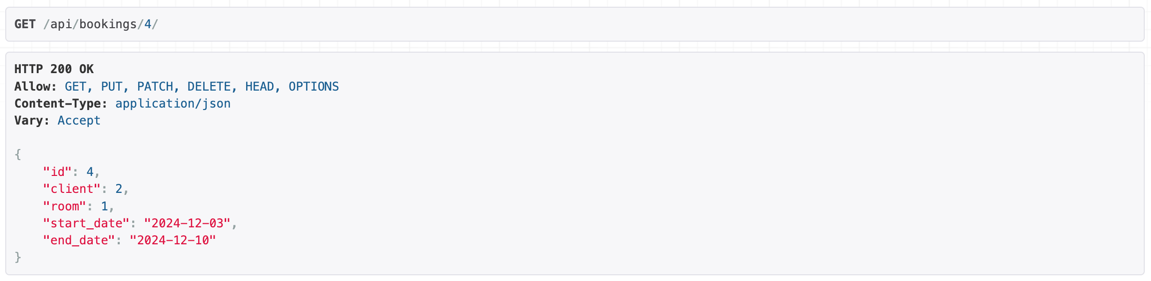 GET /api/bookings/4/
HTTP 200 OK
Allow: GET, PUT, PATCH, DELETE, HEAD, OPTIONS
Content-Type: application/json
Vary: Accept
{
    "id": 4,
    "client": 2,
    "room": 1,
    "start_date": "2024-12-03",
    "end_date": "2024-12-10"
}